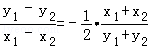 (y₁ − y₂)/(x₁ − x₂) = −(1/2)·(x₁+x₂)/(y₁+y₂)